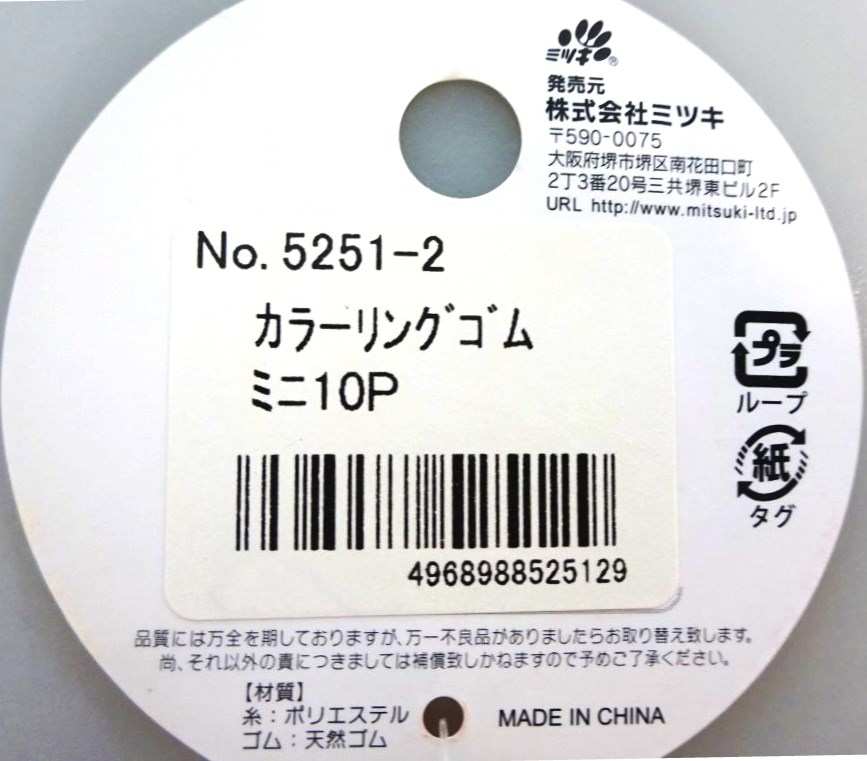 ミツキ®
発売元
株式会社ミツキ
〒590-0075
大阪府堺市堺区南花田口町
2丁3番20号三共堺東ビル2F
URL http://www.mitsuki-ltd.jp
No. 5251-2
カラーリングゴム
ミニ10P
4968988525129
プラ
ループ
紙
タグ
品質には万全を期しておりますが、万一不良品がありましたらお取り替え致します。
尚、それ以外の責につきましては補償致しかねますので予めご了承ください。
【材質】
糸：ポリエステル
ゴム：天然ゴム
MADE IN CHINA